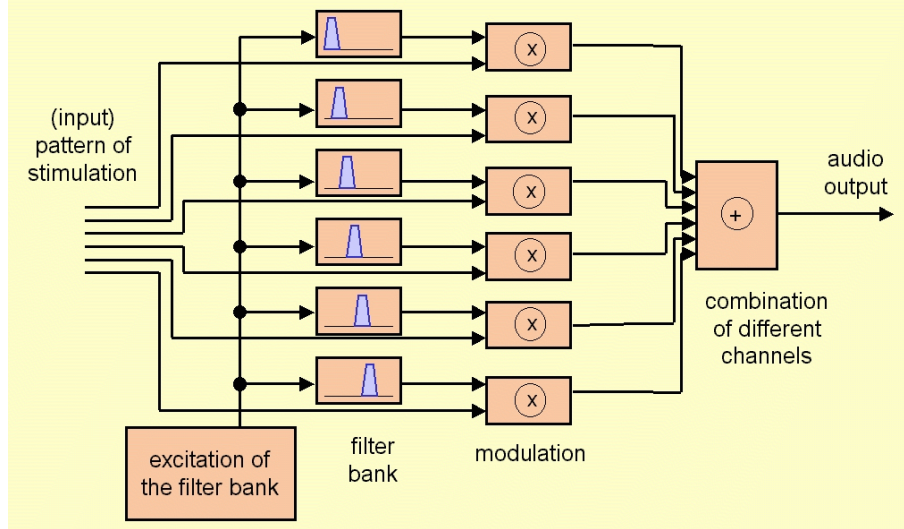 (input)
pattern of
stimulation
x
x
x
x
x
x
+
audio
output
combination
of different
channels
excitation of
the filter bank
filter
bank
modulation